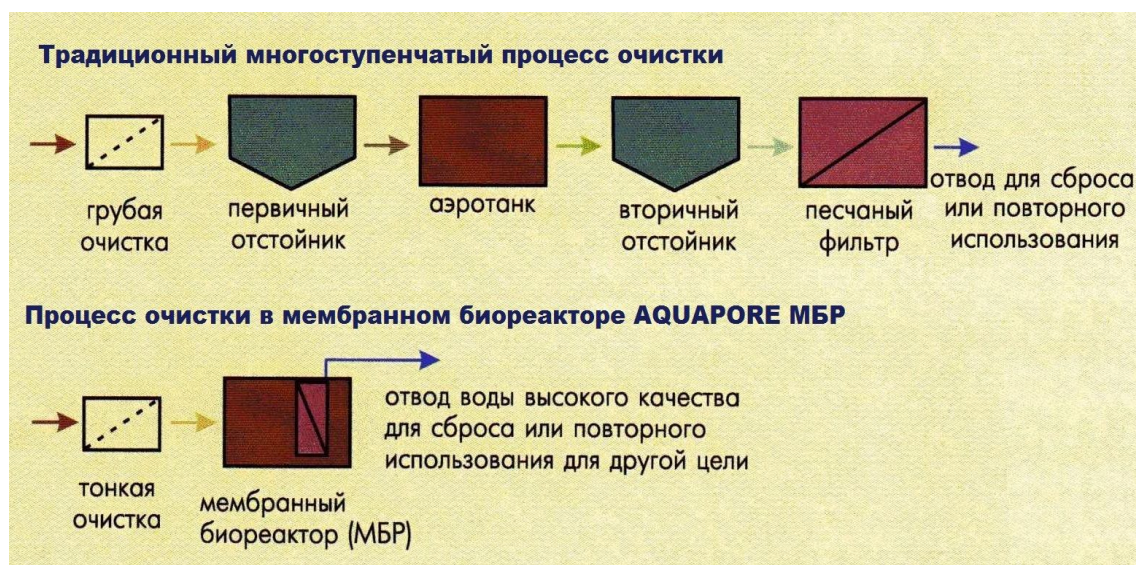 Традиционный многоступенчатый процесс очистки
грубая
очистка
первичный
отстойник
аэротанк
вторичный
отстойник
песчаный
фильтр
отвод для сброса
или повторного
использования
Процесс очистки в мембранном биореакторе AQUAPORE МБР
тонкая
очистка
мембранный
биореактор (МБР)
отвод воды высокого качества
для сброса или повторного
использования для другой цели